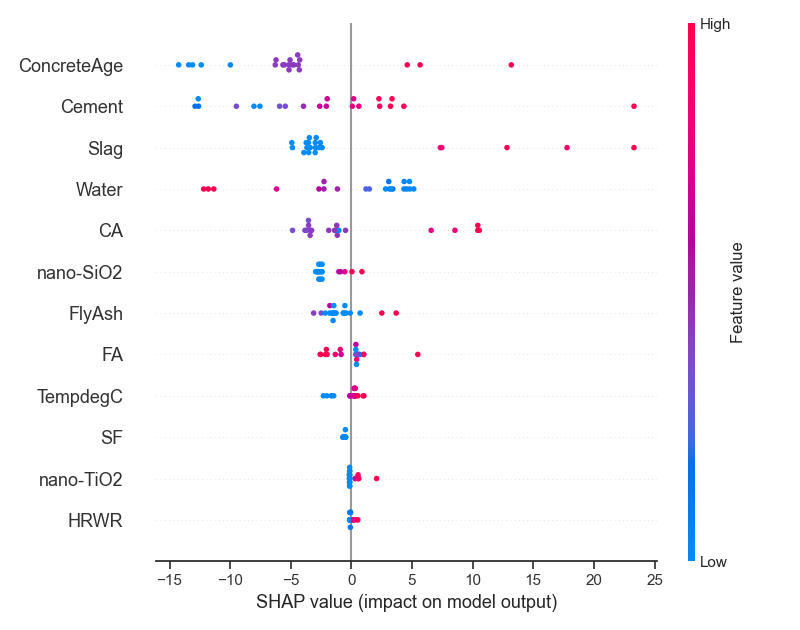 High
ConcreteAge
Cement
Slag
Water
CA
nano-SiO2
FlyAsh
FA
TempdegC
SF
nano-TiO2
HRWR
Feature value
Low
−15 −10 −5 0 5 10 15 20 25
SHAP value (impact on model output)